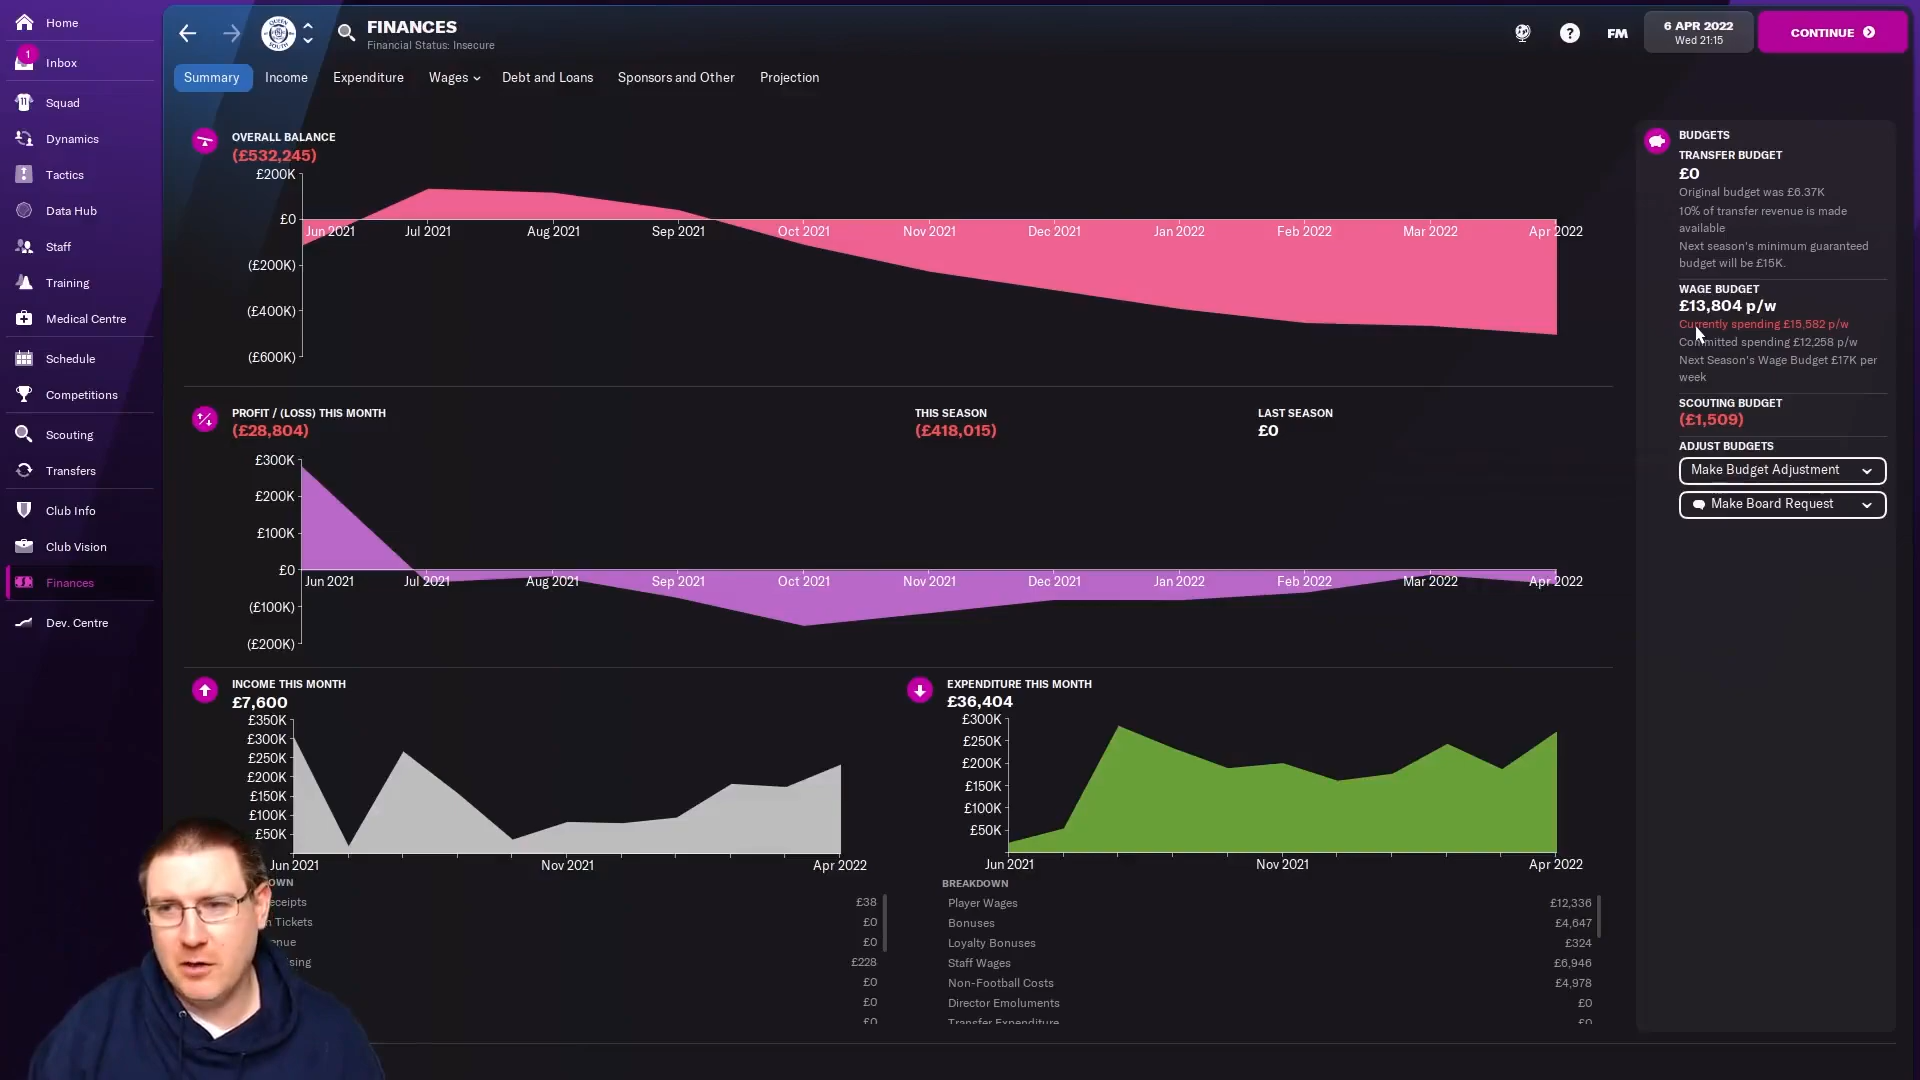 Home
1
Inbox
Squad
Dynamics
Tactics
Data Hub
Staff
Training
Medical Centre
Schedule
Competitions
Scouting
Transfers
Club Info
Club Vision
Finances
Dev. Centre
FINANCES
Financial Status: Insecure
FM
6 APR 2022
Wed 21:15
CONTINUE
Summary
Income
Expenditure
Wages
Debt and Loans
Sponsors and Other
Projection
OVERALL BALANCE
(£532,245)
£200K
£0
(£200K)
(£400K)
(£600K)
Jun 2021 Jul 2021 Aug 2021 Sep 2021 Oct 2021 Nov 2021 Dec 2021 Jan 2022 Feb 2022 Mar 2022 Apr 2022
PROFIT / (LOSS) THIS MONTH
(£28,804)
THIS SEASON
(£418,015)
LAST SEASON
£0
£300K
£200K
£100K
£0
(£100K)
(£200K)
Jun 2021 Jul 2021 Aug 2021 Sep 2021 Oct 2021 Nov 2021 Dec 2021 Jan 2022 Feb 2022 Mar 2022 Apr 2022
INCOME THIS MONTH
£7,600
£350K
£300K
£250K
£200K
£150K
£100K
£50K
Jun 2021 Nov 2021 Apr 2022
OWN
eceipts £38
n Tickets £0
enue £0
ising £228
£0
£0
£0
EXPENDITURE THIS MONTH
£36,404
£300K
£250K
£200K
£150K
£100K
£50K
Jun 2021 Nov 2021 Apr 2022
BREAKDOWN
Player Wages £12,336
Bonuses £4,647
Loyalty Bonuses £324
Staff Wages £6,946
Non-Football Costs £4,978
Director Emoluments £0
Transfer Expenditure £0
BUDGETS
TRANSFER BUDGET
£0
Original budget was £6.37K
10% of transfer revenue is made
available
Next season's minimum guaranteed
budget will be £15K.
WAGE BUDGET
£13,804 p/w
Currently spending £15,582 p/w
Committed spending £12,258 p/w
Next Season's Wage Budget £17K per
week
SCOUTING BUDGET
(£1,509)
ADJUST BUDGETS
Make Budget Adjustment
Make Board Request